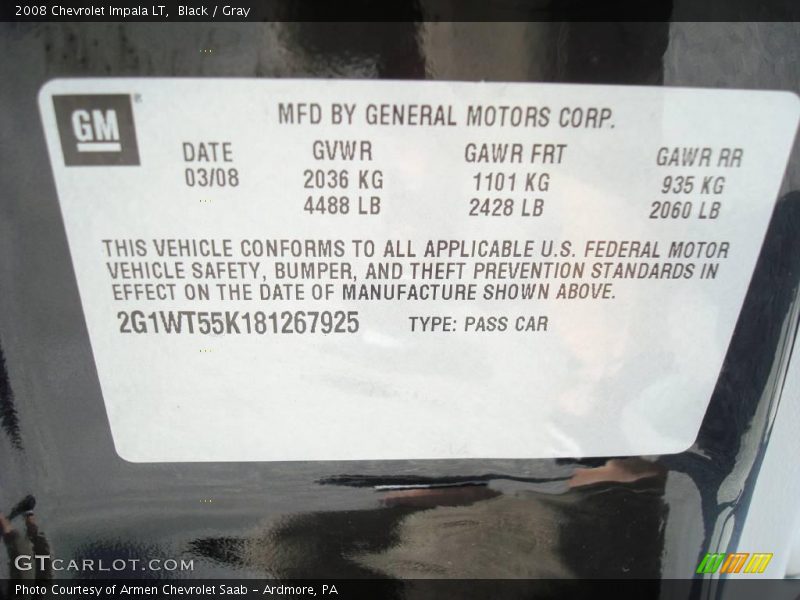 2008 Chevrolet Impala LT, Black / Gray
GM
MFD BY GENERAL MOTORS CORP.
DATE GVWR GAWR FRT GAWR RR
03/08 2036 KG 1101 KG 935 KG
4488 LB 2428 LB 2060 LB
THIS VEHICLE CONFORMS TO ALL APPLICABLE U.S. FEDERAL MOTOR
VEHICLE SAFETY, BUMPER, AND THEFT PREVENTION STANDARDS IN
EFFECT ON THE DATE OF MANUFACTURE SHOWN ABOVE.
2G1WT55K181267925 TYPE: PASS CAR
GTCARLOT.COM
Photo Courtesy of Armen Chevrolet Saab - Ardmore, PA